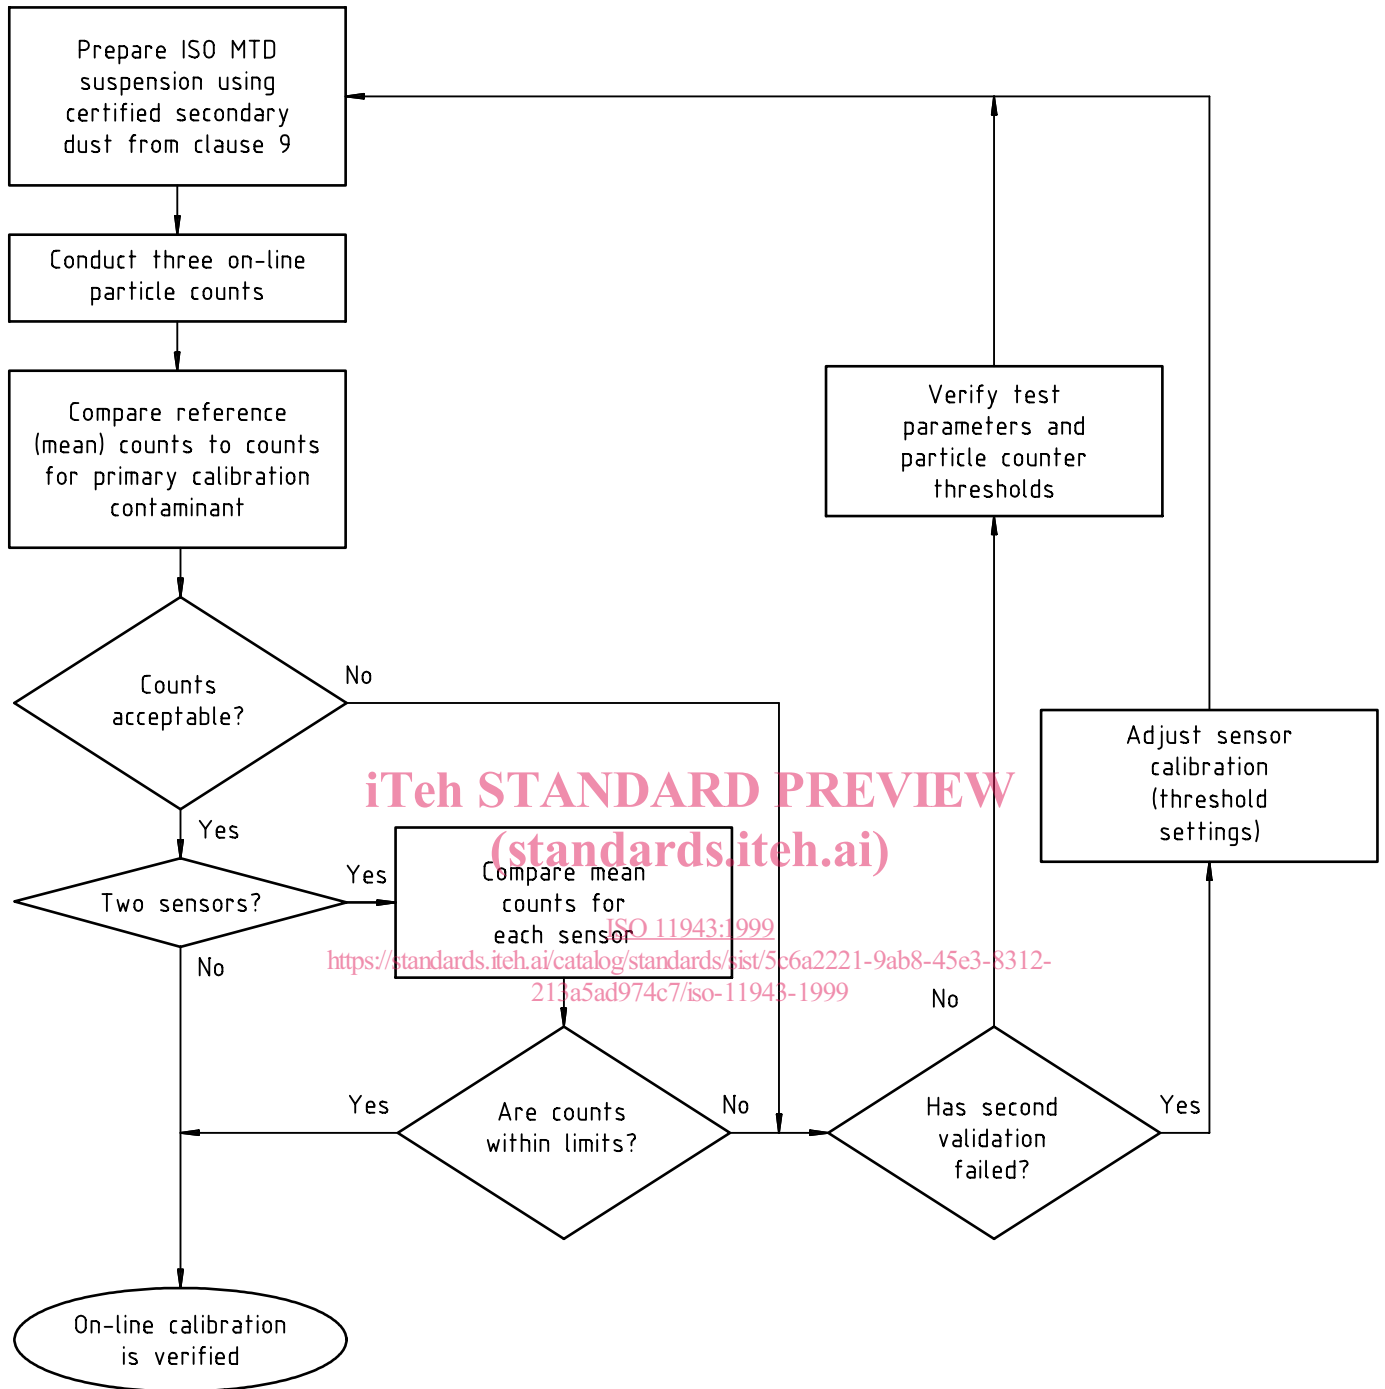 Prepare ISO MTD
suspension using
certified secondary
dust from clause 9
Conduct three on-line
particle counts
Compare reference
(mean) counts to counts
for primary calibration
contaminant
Verify test
parameters and
particle counter
thresholds
Counts
acceptable?
No
Yes
Adjust sensor
calibration
(threshold
settings)
iTeh STANDARD PREVIEW
(standards.iteh.ai)
Two sensors?
Yes
No
Compare mean
counts for
each sensor
ISO 11943:1999
https://standards.iteh.ai/catalog/standards/sist/5c6a2221-9ab8-45e3-8312-
213a5ad974c7/iso-11943-1999
Yes
Are counts
within limits?
No
No
Has second
validation
failed?
Yes
On-line calibration
is verified